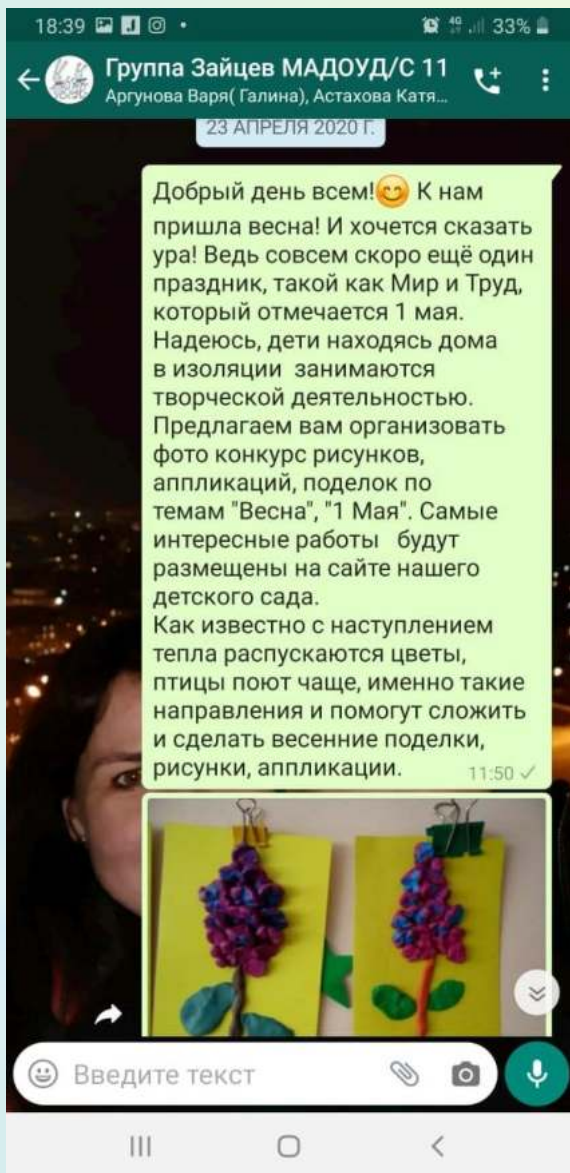 18:39
4G
33%
Группа Зайцев МАДОУД/С 11
Аргунова Варя( Галина), Астахова Катя...
23 АПРЕЛЯ 2020 Г.
Добрый день всем!😊 К нам
пришла весна! И хочется сказать
ура! Ведь совсем скоро ещё один
праздник, такой как Мир и Труд,
который отмечается 1 мая.
Надеюсь, дети находясь дома
в изоляции занимаются
творческой деятельностью.
Предлагаем вам организовать
фото конкурс рисунков,
аппликаций, поделок по
темам "Весна", "1 Мая". Самые
интересные работы будут
размещены на сайте нашего
детского сада.
Как известно с наступлением
тепла распускаются цветы,
птицы поют чаще, именно такие
направления и помогут сложить
и сделать весенние поделки,
рисунки, аппликации.
11:50
Введите текст